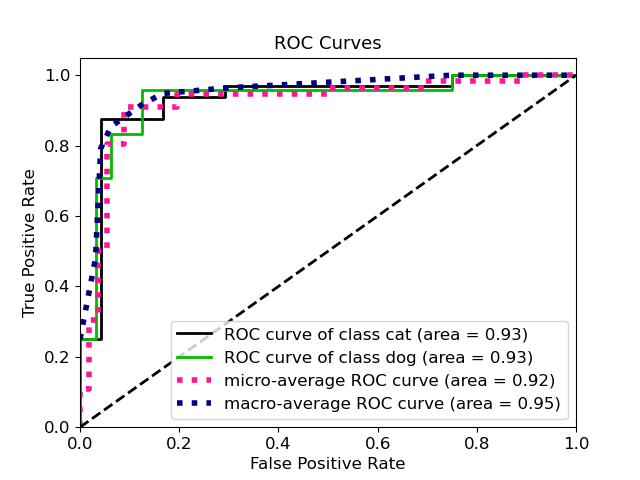 ROC Curves
True Positive Rate
1.0
0.8
0.6
0.4
0.2
0.0
ROC curve of class cat (area = 0.93)
ROC curve of class dog (area = 0.93)
micro-average ROC curve (area = 0.92)
macro-average ROC curve (area = 0.95)
0.0 0.2 0.4 0.6 0.8 1.0
False Positive Rate